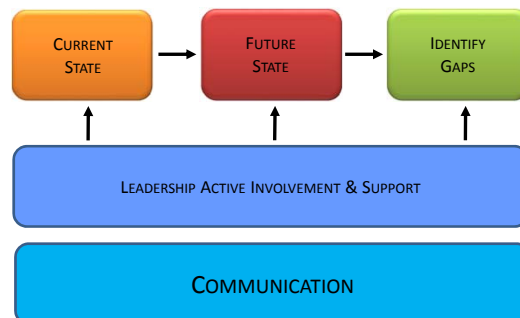 CURRENT
STATE
FUTURE
STATE
IDENTIFY
GAPS
LEADERSHIP ACTIVE INVOLVEMENT & SUPPORT
COMMUNICATION